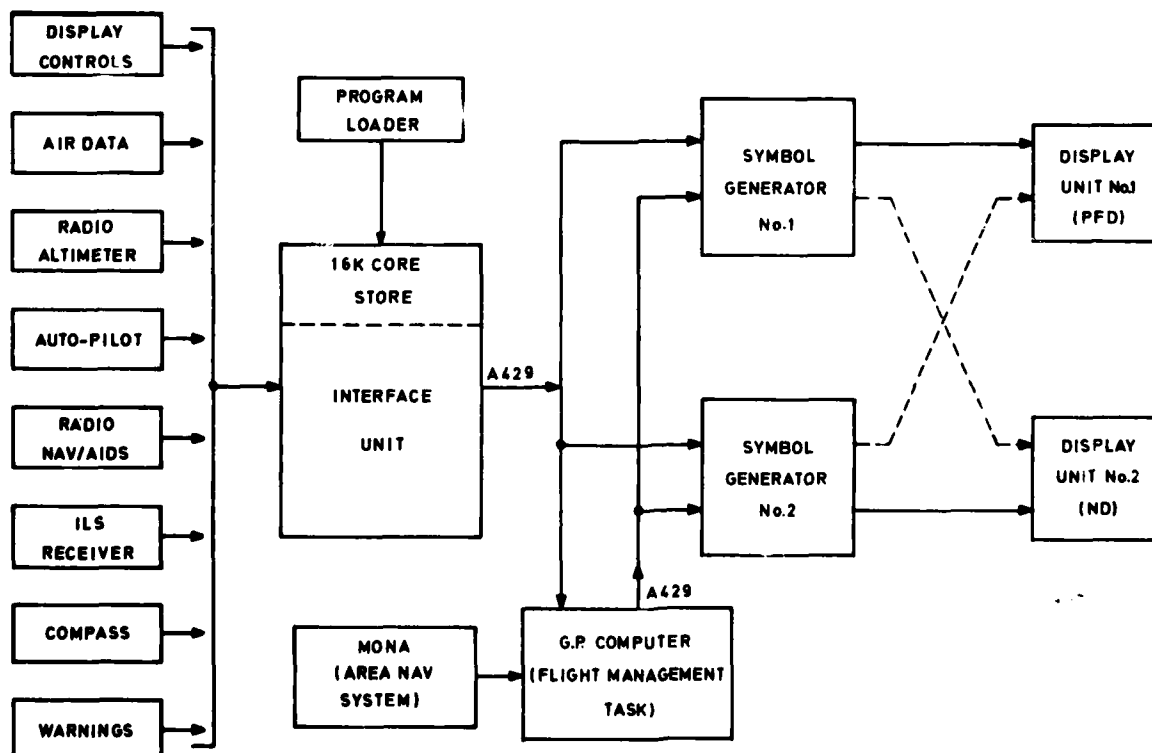 DISPLAY
CONTROLS
AIR DATA
RADIO
ALTIMETER
AUTO-PILOT
RADIO
NAV/AIDS
ILS
RECEIVER
COMPASS
WARNINGS
PROGRAM
LOADER
16K CORE
STORE
INTERFACE
UNIT
A429
MONA
(AREA NAV
SYSTEM)
A429
G.P. COMPUTER
(FLIGHT MANAGEMENT
TASK)
SYMBOL
GENERATOR
No.1
SYMBOL
GENERATOR
No.2
DISPLAY
UNIT No.1
(PFD)
DISPLAY
UNIT No.2
(ND)